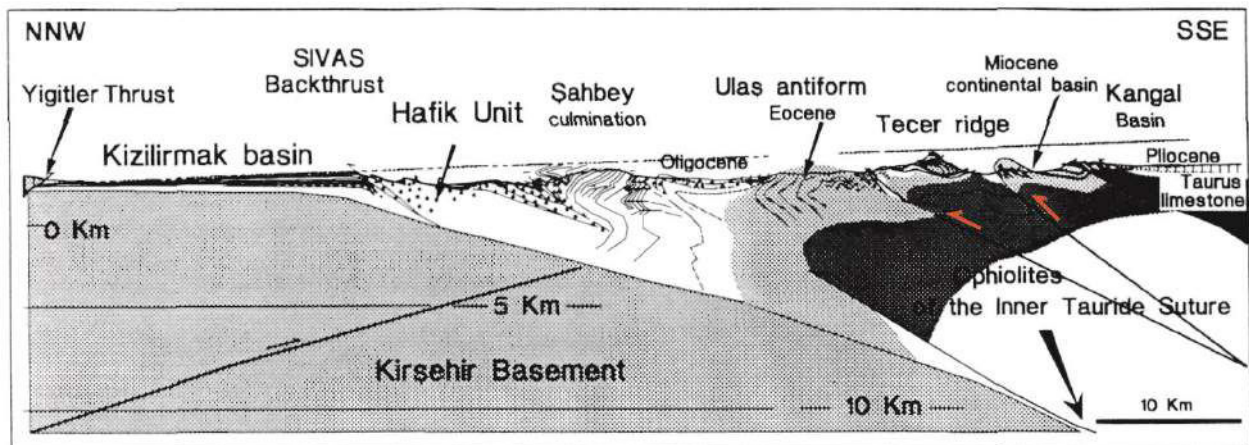 NNW
SSE
SIVAS
Backthrust
Yigitler Thrust
Hafik Unit
Şahbey
culmination
Ulaş antiform
Eocene
Miocene
continental basin
Tecer ridge
Kangal
Basin
Kizilirmak basin
Oligocene
Pliocene
Taurus
limestone
0 Km
5 Km
Ophiolites
of the Inner Tauride Suture
Kirşehir Basement
10 Km
10 Km